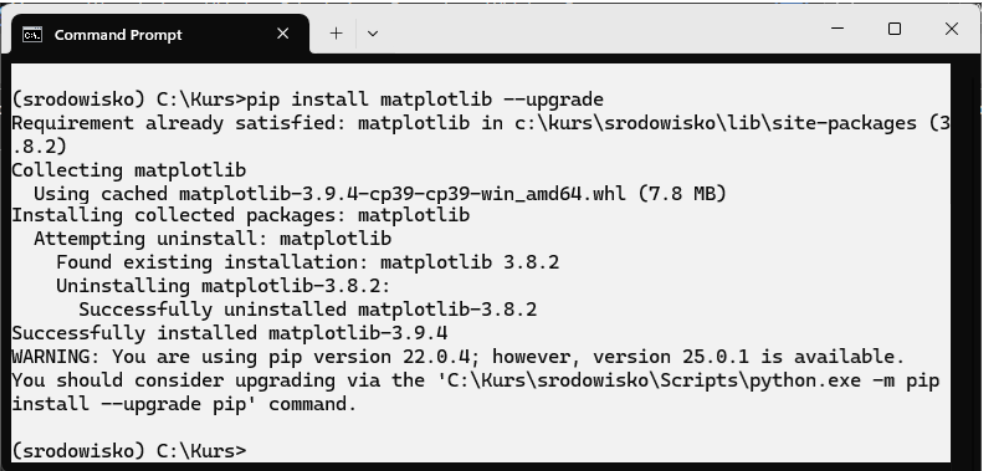 Command Prompt
(srodowisko) C:\Kurs>pip install matplotlib --upgrade
Requirement already satisfied: matplotlib in c:\kurs\srodowisko\lib\site-packages (3
.8.2)
Collecting matplotlib
  Using cached matplotlib-3.9.4-cp39-cp39-win_amd64.whl (7.8 MB)
Installing collected packages: matplotlib
  Attempting uninstall: matplotlib
    Found existing installation: matplotlib 3.8.2
    Uninstalling matplotlib-3.8.2:
      Successfully uninstalled matplotlib-3.8.2
Successfully installed matplotlib-3.9.4
WARNING: You are using pip version 22.0.4; however, version 25.0.1 is available.
You should consider upgrading via the 'C:\Kurs\srodowisko\Scripts\python.exe -m pip
install --upgrade pip' command.
(srodowisko) C:\Kurs>